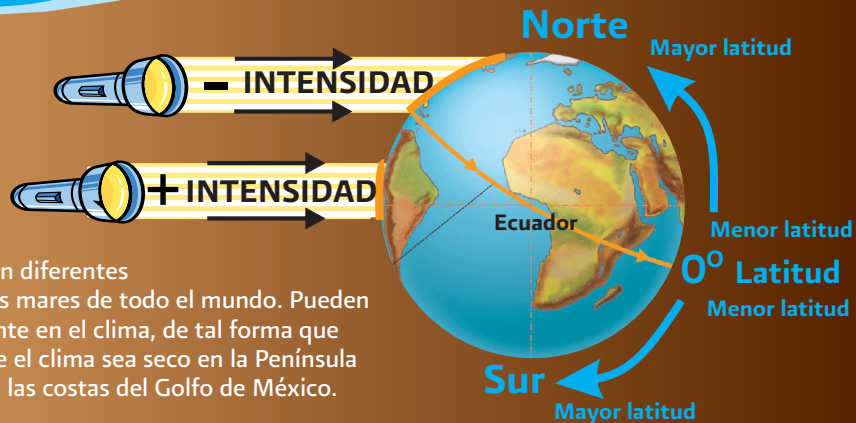 Norte
Mayor latitud
- INTENSIDAD
+ INTENSIDAD
Ecuador
Menor latitud
0° Latitud
Menor latitud
Sur
Mayor latitud
n diferentes
s mares de todo el mundo. Pueden
nte en el clima, de tal forma que
e el clima sea seco en la Península
las costas del Golfo de México.